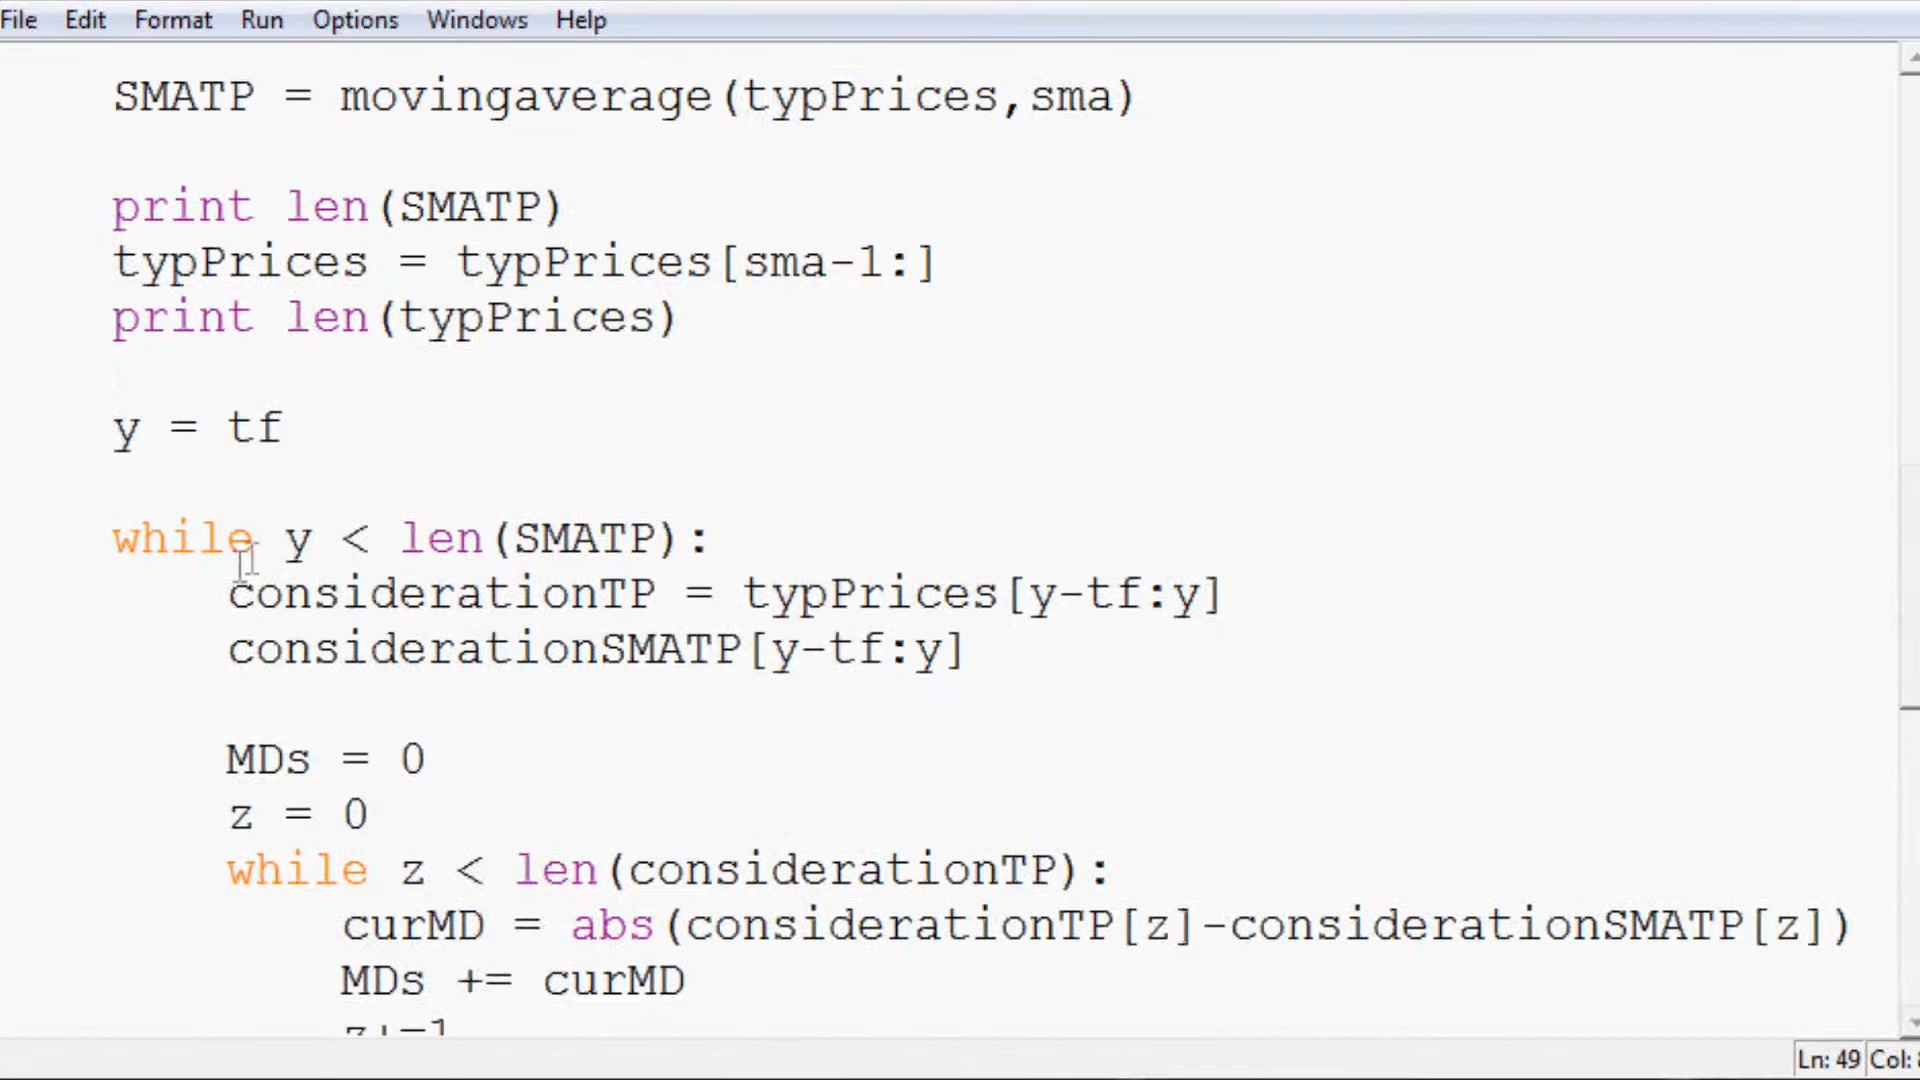 File Edit Format Run Options Windows Help
SMATP = movingaverage(typPrices,sma)
print len(SMATP)
typPrices = typPrices[sma-1:]
print len(typPrices)
y = tf
while y < len(SMATP):
considerationTP = typPrices[y-tf:y]
considerationSMATP[y-tf:y]
MDs = 0
z = 0
while z < len(considerationTP):
curMD = abs(considerationTP[z]-considerationSMATP[z])
MDs += curMD
z+=1
Ln: 49 Col: